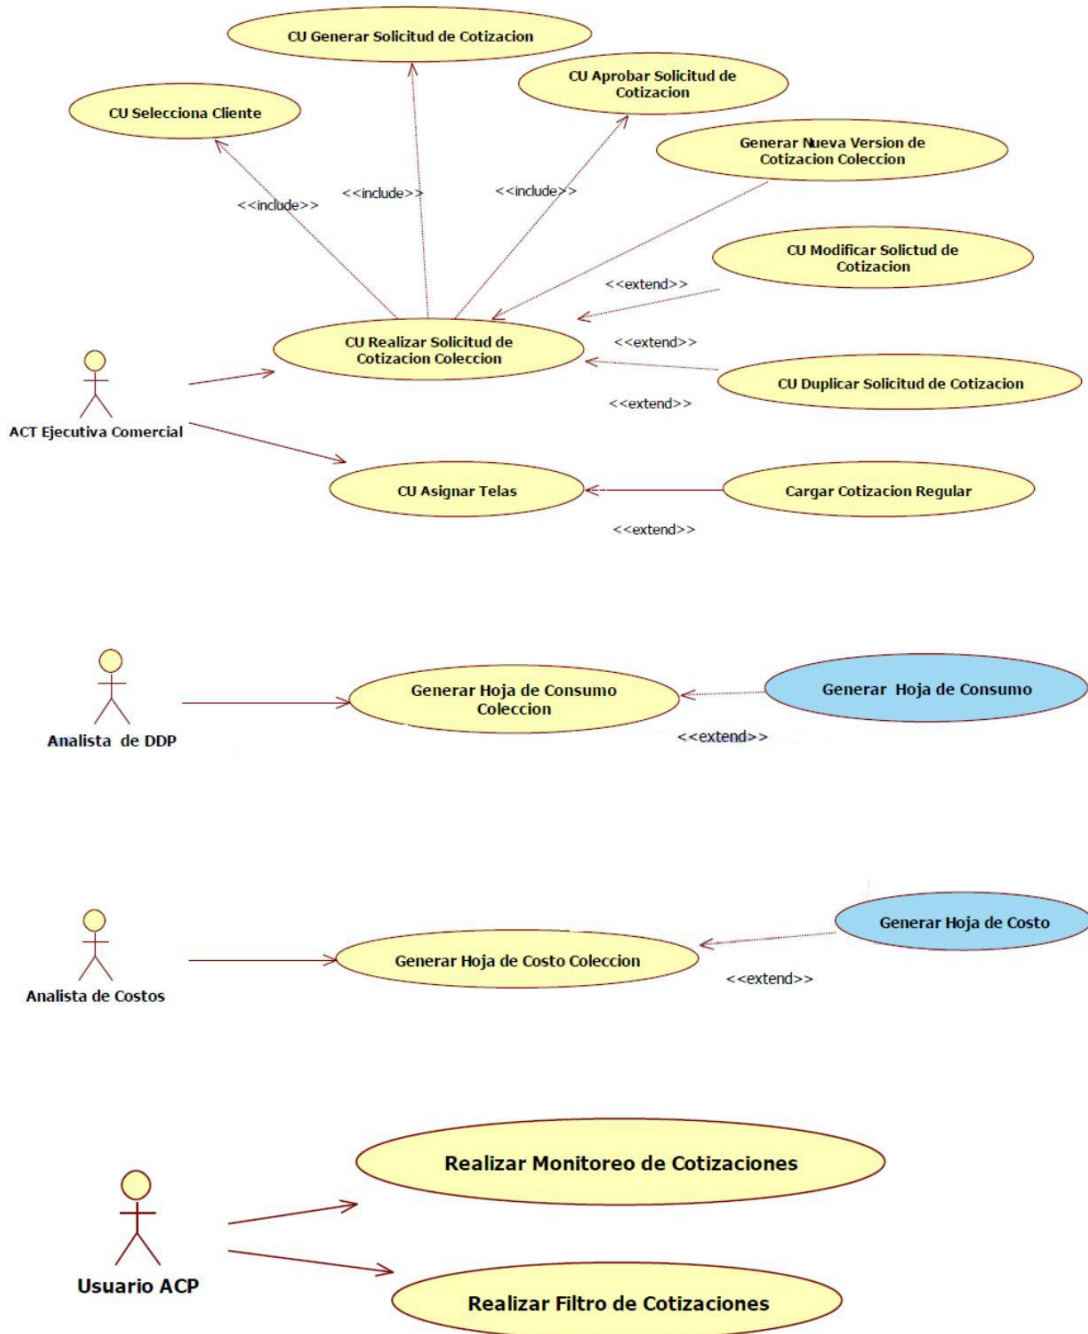 CU Generar Solicitud de Cotizacion
CU Aprobar Solicitud de
Cotizacion
CU Selecciona Cliente
Generar Nueva Version de
Cotizacion Coleccion
<<include>>
<<include>>
<<include>>
CU Modificar Solictud de
Cotizacion
<<extend>>
CU Realizar Solicitud de
Cotizacion Coleccion
<<extend>>
CU Duplicar Solicitud de Cotizacion
<<extend>>
ACT Ejecutiva Comercial
CU Asignar Telas
Cargar Cotizacion Regular
<<extend>>
Generar Hoja de Consumo
Coleccion
Generar Hoja de Consumo
Analista de DDP
<<extend>>
Generar Hoja de Costo
Generar Hoja de Costo Coleccion
<<extend>>
Analista de Costos
Realizar Monitoreo de Cotizaciones
Usuario ACP
Realizar Filtro de Cotizaciones